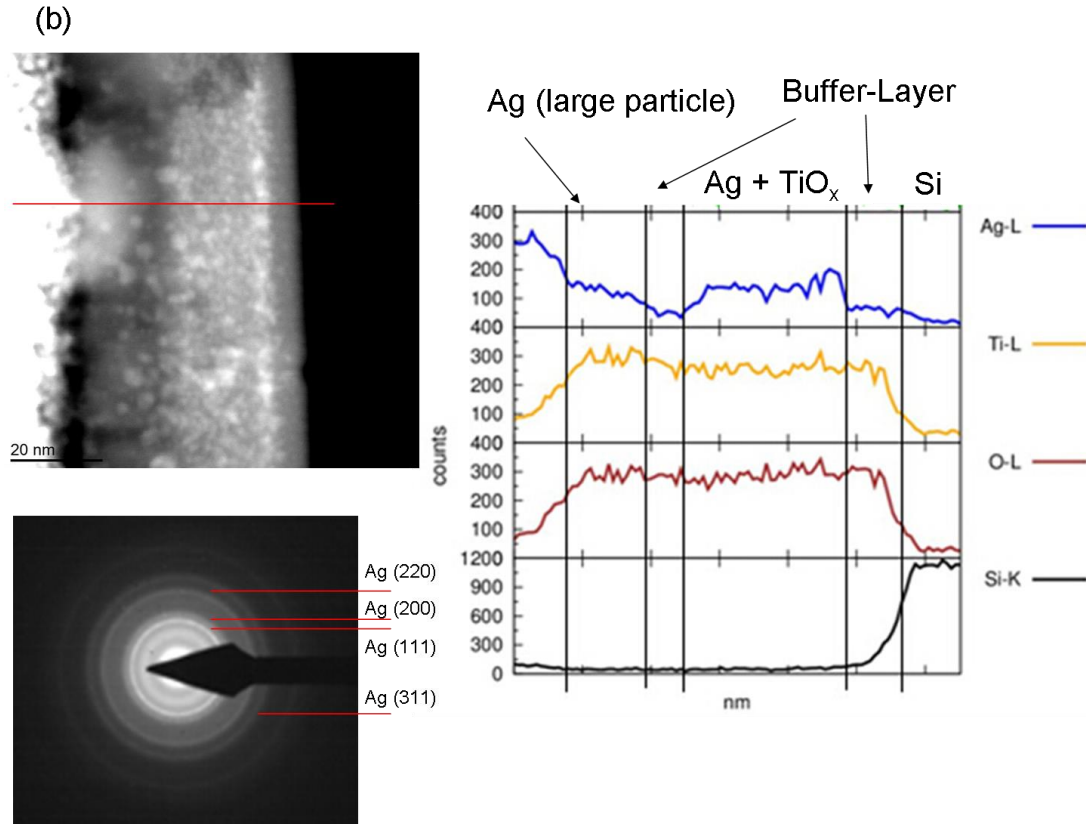 (b)
20 nm
Ag (220)
Ag (200)
Ag (111)
Ag (311)
Ag (large particle)
Buffer-Layer
Ag + TiOx
Si
400
300
200
100
400
300
200
100
400
300
200
100
1200
900
600
300
0
counts
nm
Ag-L
Ti-L
O-L
Si-K